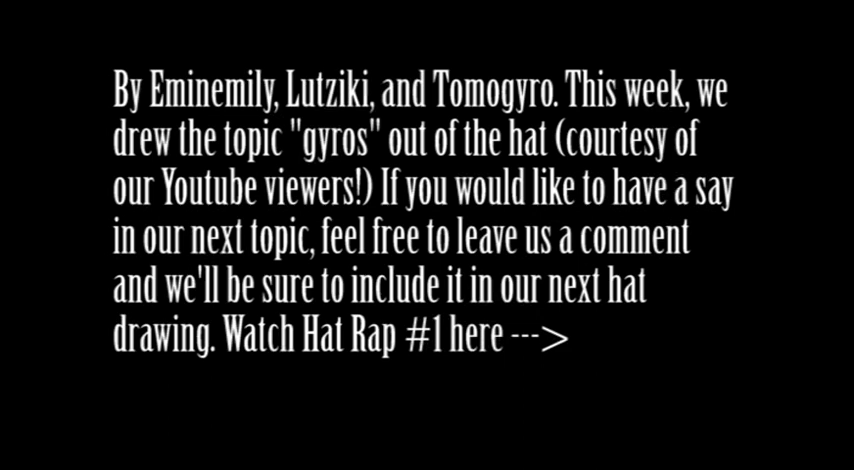 By Eminemily, Lutziki, and Tomogyro. This week, we
drew the topic "gyros" out of the hat (courtesy of
our Youtube viewers!) If you would like to have a say
in our next topic, feel free to leave us a comment
and we'll be sure to include it in our next hat
drawing. Watch Hat Rap #1 here --->